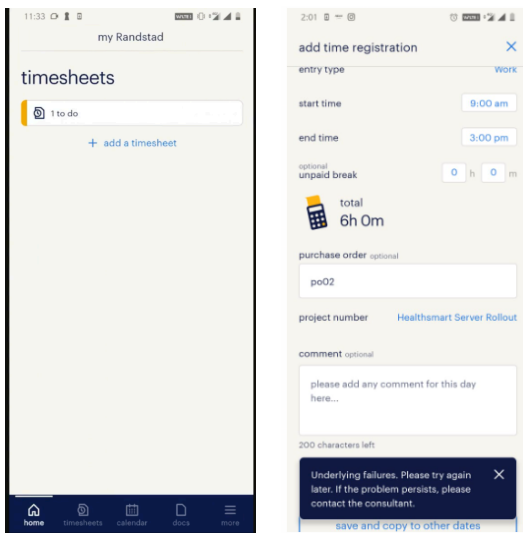 11:33
my Randstad
timesheets
1 to do
+ add a timesheet
home timesheets calendar docs more
2:01
add time registration
entry type Work
start time 9:00 am
end time 3:00 pm
optional
unpaid break 0 h 0 m
total
6h 0m
purchase order optional
po02
project number Healthsmart Server Rollout
comment optional
please add any comment for this day
here...
200 characters left
Underlying failures. Please try again
later. If the problem persists, please
contact the consultant.
save and copy to other dates